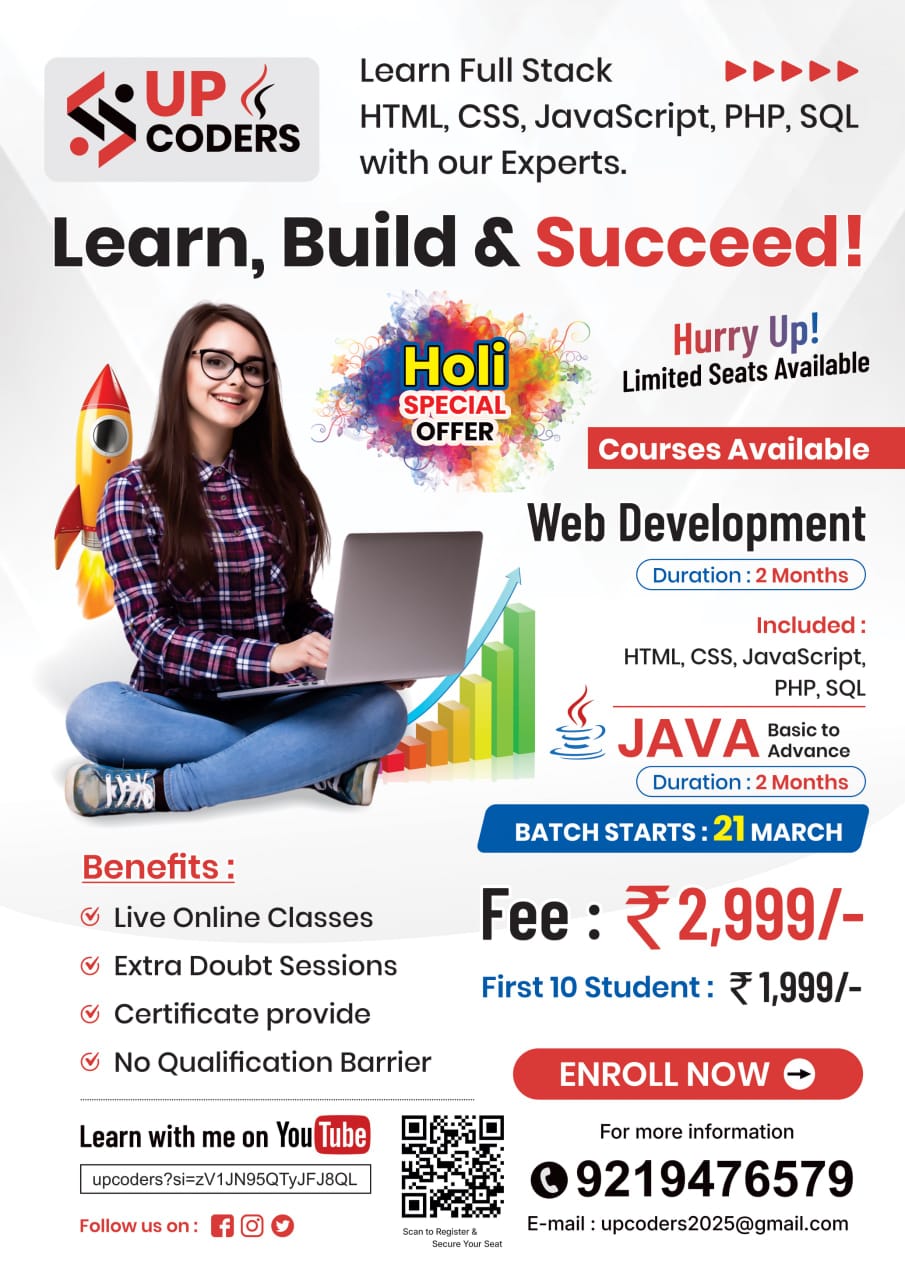 UP
CODERS
Learn Full Stack
HTML, CSS, JavaScript, PHP, SQL
with our Experts.
Learn, Build & Succeed!
Holi
SPECIAL
OFFER
Hurry Up!
Limited Seats Available
Courses Available
Web Development
Duration : 2 Months
Included :
HTML, CSS, JavaScript,
PHP, SQL
JAVA Basic to
Advance
Duration : 2 Months
BATCH STARTS : 21 MARCH
Benefits :
Live Online Classes
Extra Doubt Sessions
Certificate provide
No Qualification Barrier
Fee : ₹ 2,999/-
First 10 Student : ₹ 1,999/-
ENROLL NOW
Learn with me on YouTube
upcoders?si=zV1JN95QTyJFJ8QL
Follow us on :
Scan to Register &
Secure Your Seat
For more information
9219476579
E-mail : upcoders2025@gmail.com